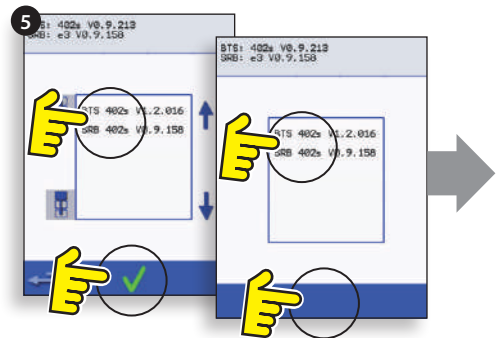 5
BTS: 402s V0.9.213
SRB: e3 V0.9.158
BTS 402s V1.2.016
SRB 402s V0.9.158
BTS: 402s V0.9.213
SRB: e3 V0.9.158
BTS 402s V1.2.016
SRB 402s V0.9.158